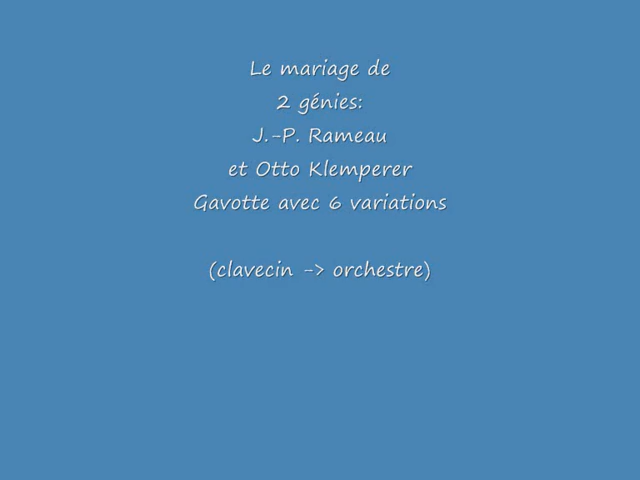 Le mariage de
2 génies:
J.-P. Rameau
et Otto Klemperer
Gavotte avec 6 variations
(clavecin -> orchestre)